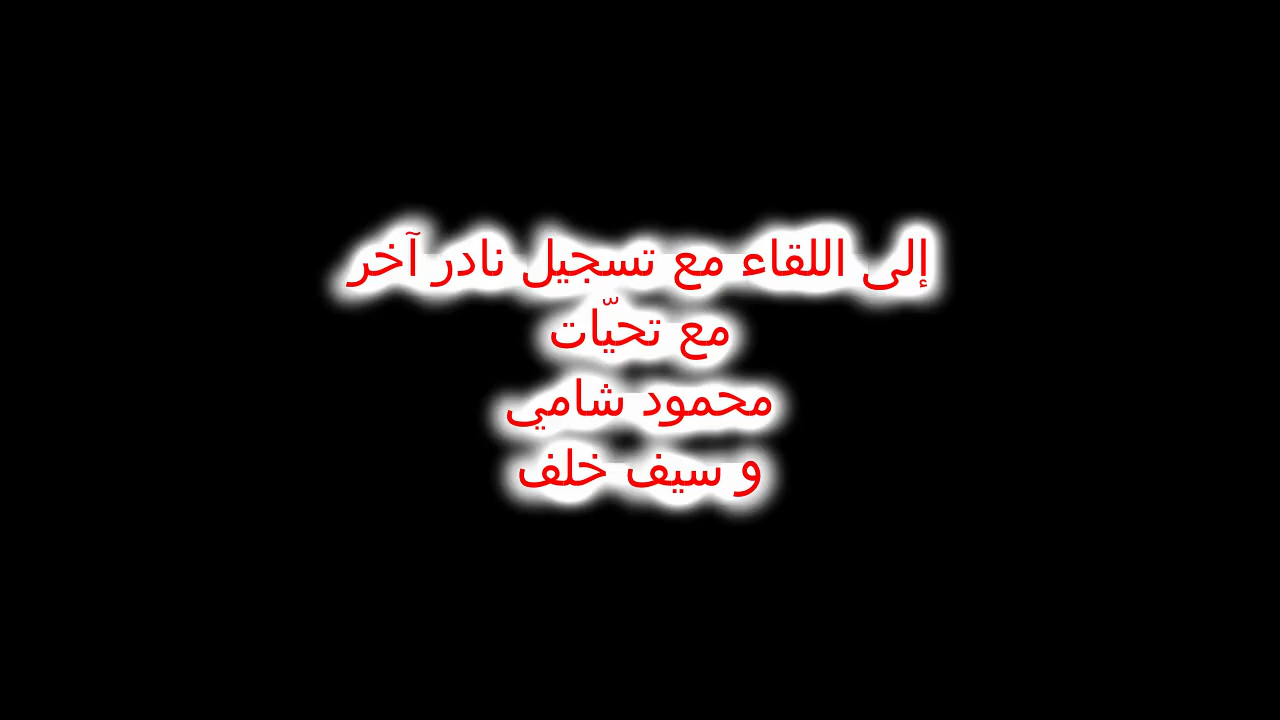 إلى اللقاء مع تسجيل نادر آخر
مع تحيّات
محمود شامي
و سيف خلف